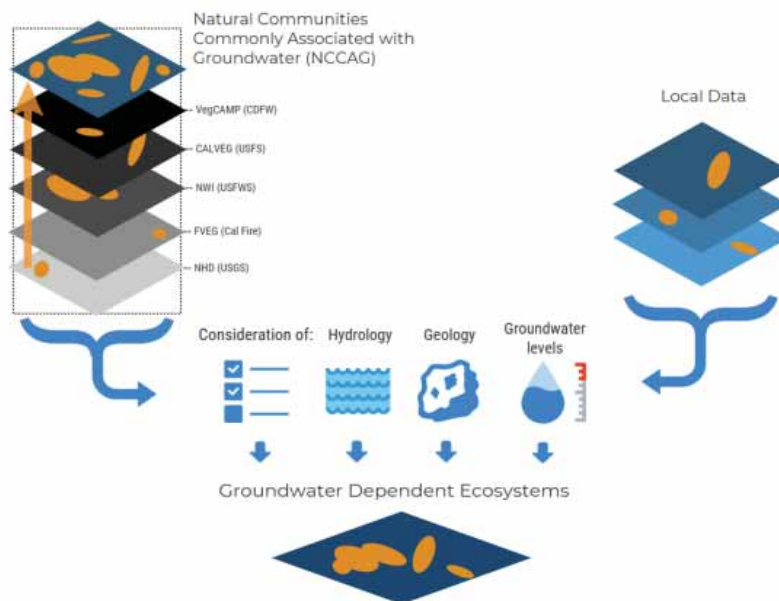 Natural Communities
Commonly Associated with
Groundwater (NCCAG)
VegCAMP (CDFW)
CALVEG (USFS)
NWI (USFWS)
FVEG (Cal Fire)
NHD (USGS)
Local Data
Consideration of:
Hydrology
Geology
Groundwater
levels
Groundwater Dependent Ecosystems